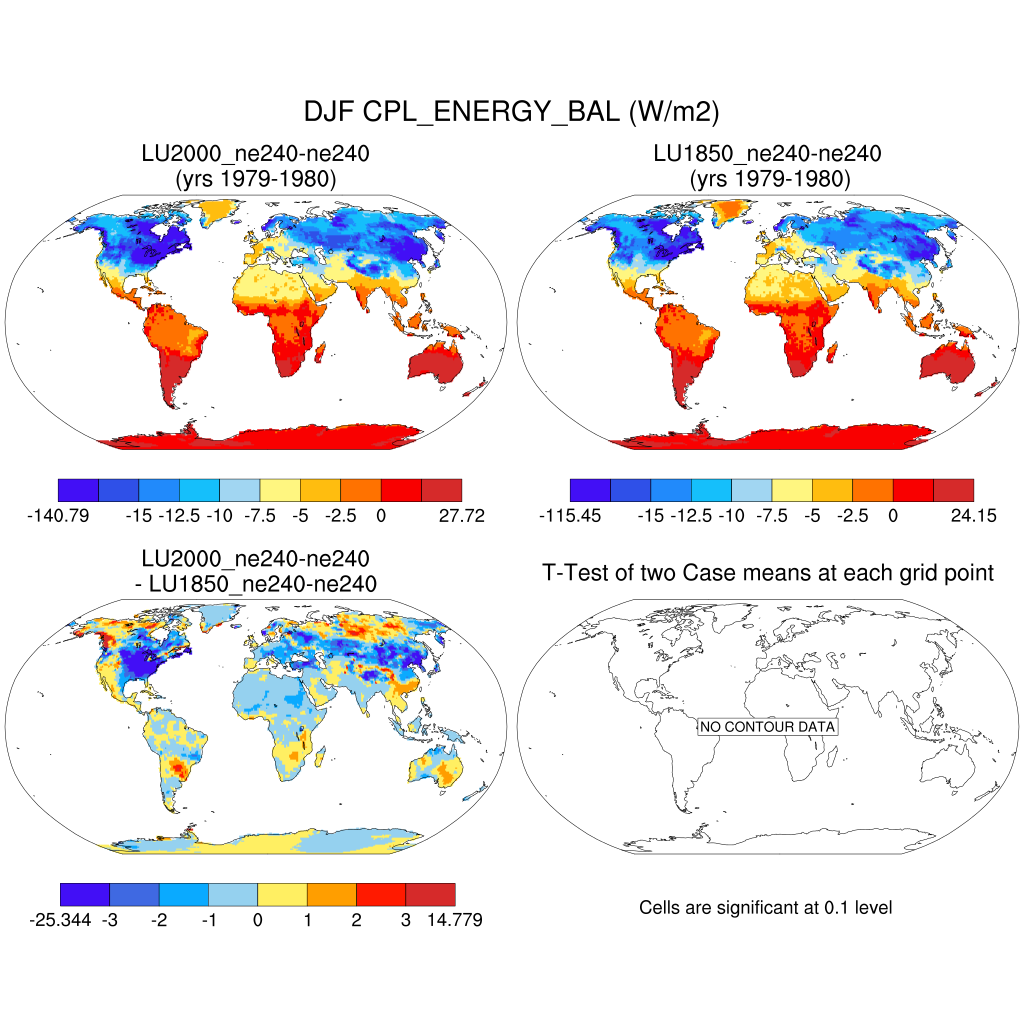 DJF CPL_ENERGY_BAL (W/m2)
LU2000_ne240-ne240
(yrs 1979-1980)
LU1850_ne240-ne240
(yrs 1979-1980)
-140.79 -15 -12.5 -10 -7.5 -5 -2.5 0 27.72
-115.45 -15 -12.5 -10 -7.5 -5 -2.5 0 24.15
LU2000_ne240-ne240
- LU1850_ne240-ne240
T-Test of two Case means at each grid point
NO CONTOUR DATA
-25.344 -3 -2 -1 0 1 2 3 14.779
Cells are significant at 0.1 level